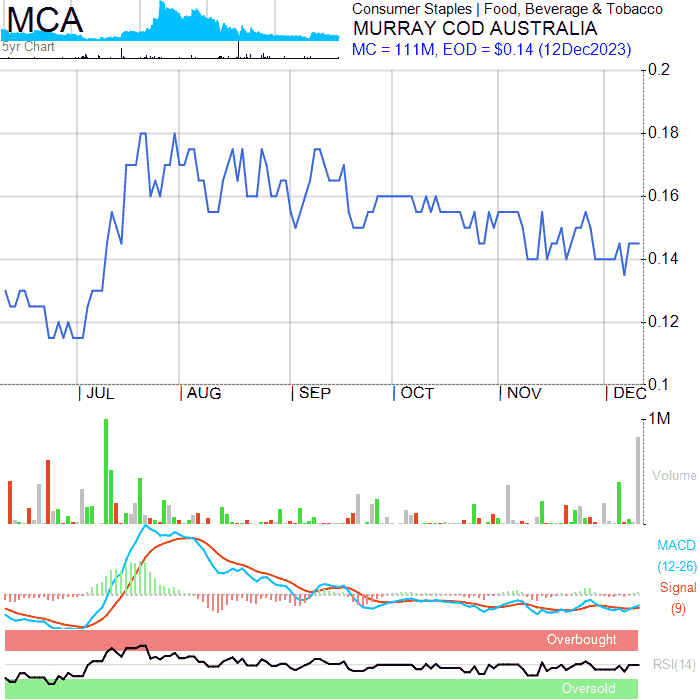 MCA
5yr Chart
Consumer Staples | Food, Beverage & Tobacco
MURRAY COD AUSTRALIA
MC = 111M, EOD = $0.14 (12Dec2023)
0.2
0.18
0.16
0.14
0.12
0.1
| JUL | AUG | SEP | OCT | NOV | DEC
1M
Volume
MACD
(12-26)
Signal
(9)
Overbought
RSI(14)
Oversold